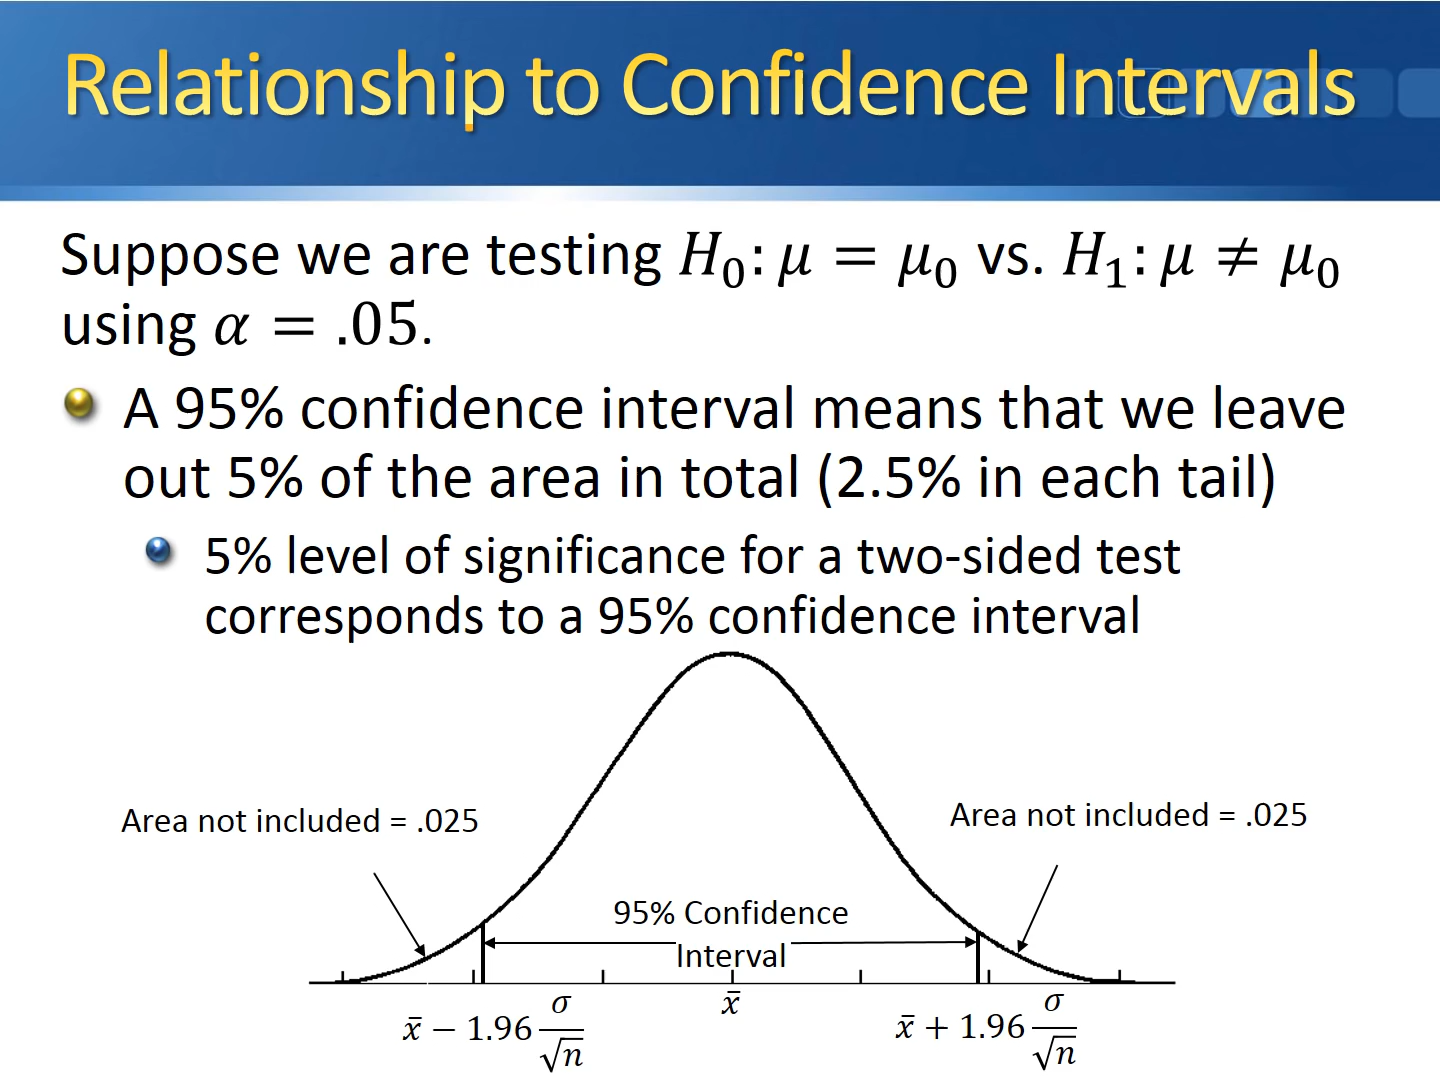 Relationship to Confidence Intervals
Suppose we are testing H₀: μ = μ₀ vs. H₁: μ ≠ μ₀
using α = .05.
A 95% confidence interval means that we leave
out 5% of the area in total (2.5% in each tail)
5% level of significance for a two-sided test
corresponds to a 95% confidence interval
Area not included = .025
Area not included = .025
95% Confidence
Interval
x̄ − 1.96 σ/√n
x̄
x̄ + 1.96 σ/√n